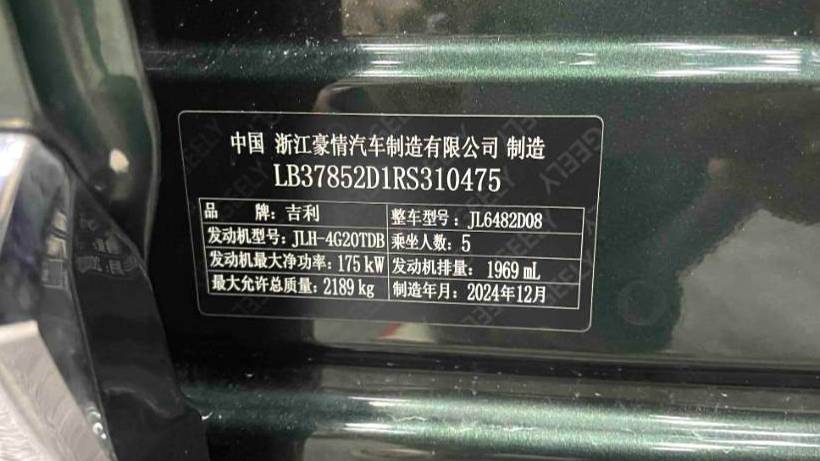 中国 浙江豪情汽车制造有限公司 制造
LB37852D1RS310475
品 牌：吉利 整车型号：JL6482D08
发动机型号：JLH-4G20TDB 乘坐人数：5
发动机最大净功率：175 kW 发动机排量：1969 mL
最大允许总质量：2189 kg 制造年月：2024年12月
GEELY